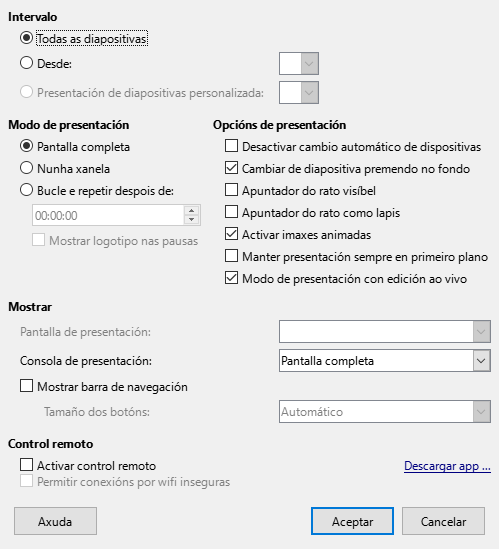 Intervalo
Todas as diapositivas
Desde:
Presentación de diapositivas personalizada:
Modo de presentación
Pantalla completa
Nunha xanela
Bucle e repetir despois de:
00:00:00
Mostrar logotipo nas pausas
Opcións de presentación
Desactivar cambio automático de dispositivas
Cambiar de diapositiva premendo no fondo
Apuntador do rato visíbel
Apuntador do rato como lapis
Activar imaxes animadas
Manter presentación sempre en primeiro plano
Modo de presentación con edición ao vivo
Mostrar
Pantalla de presentación:
Consola de presentación:
Pantalla completa
Mostrar barra de navegación
Tamaño dos botóns:
Automático
Control remoto
Activar control remoto
Descargar app ...
Permitir conexións por wifi inseguras
Axuda
Aceptar
Cancelar